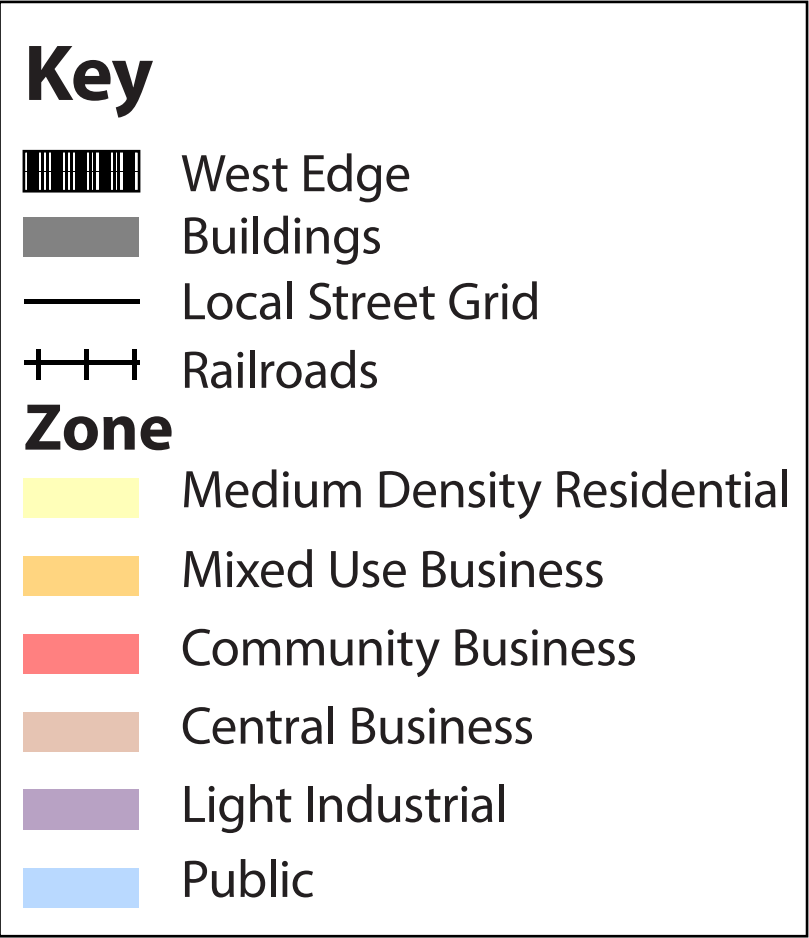 Key
West Edge
Buildings
Local Street Grid
Railroads
Zone
Medium Density Residential
Mixed Use Business
Community Business
Central Business
Light Industrial
Public